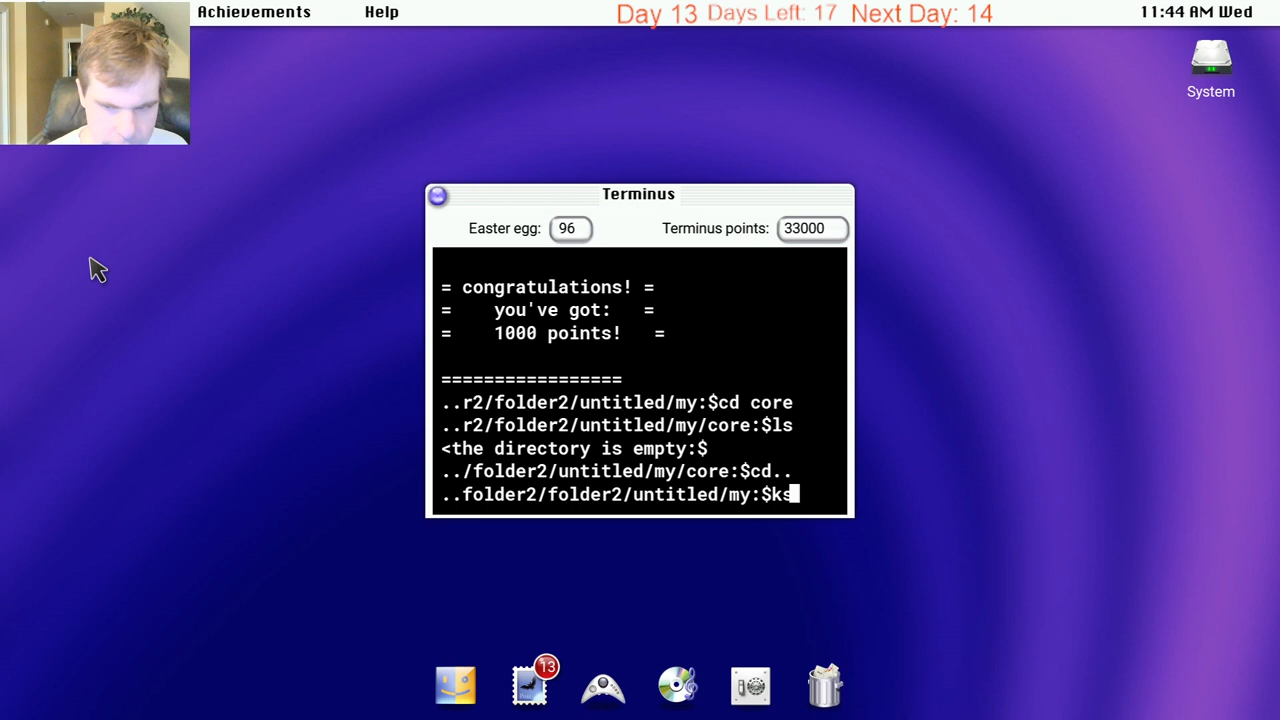 Achievements Help Day 13 Days Left: 17 Next Day: 14 11:44 AM Wed
System
Terminus
Easter egg: 96 Terminus points: 33000
= congratulations! =
= you've got: =
= 1000 points! =
=================
..r2/folder2/untitled/my:$cd core
..r2/folder2/untitled/my/core:$ls
<the directory is empty:$
../folder2/untitled/my/core:$cd..
..folder2/folder2/untitled/my:$ks
13